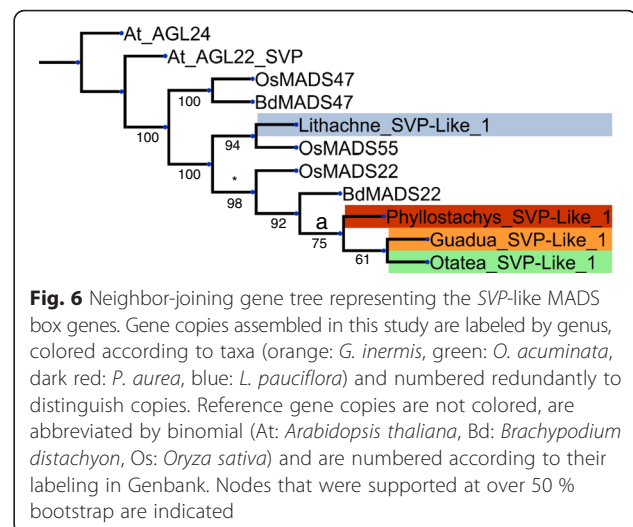 At_AGL24
At_AGL22_SVP
OsMADS47
100
BdMADS47
Lithachne_SVP-Like_1
100
94
OsMADS55
100
*
OsMADS22
98
BdMADS22
92
a
Phyllostachys_SVP-Like_1
75
Guadua_SVP-Like_1
61
Otatea_SVP-Like_1
Fig. 6 Neighbor-joining gene tree representing the SVP-like MADS
box genes. Gene copies assembled in this study are labeled by genus,
colored according to taxa (orange: G. inermis, green: O. acuminata,
dark red: P. aurea, blue: L. pauciflora) and numbered redundantly to
distinguish copies. Reference gene copies are not colored, are
abbreviated by binomial (At: Arabidopsis thaliana, Bd: Brachypodium
distachyon, Os: Oryza sativa) and are numbered according to their
labeling in Genbank. Nodes that were supported at over 50 %
bootstrap are indicated